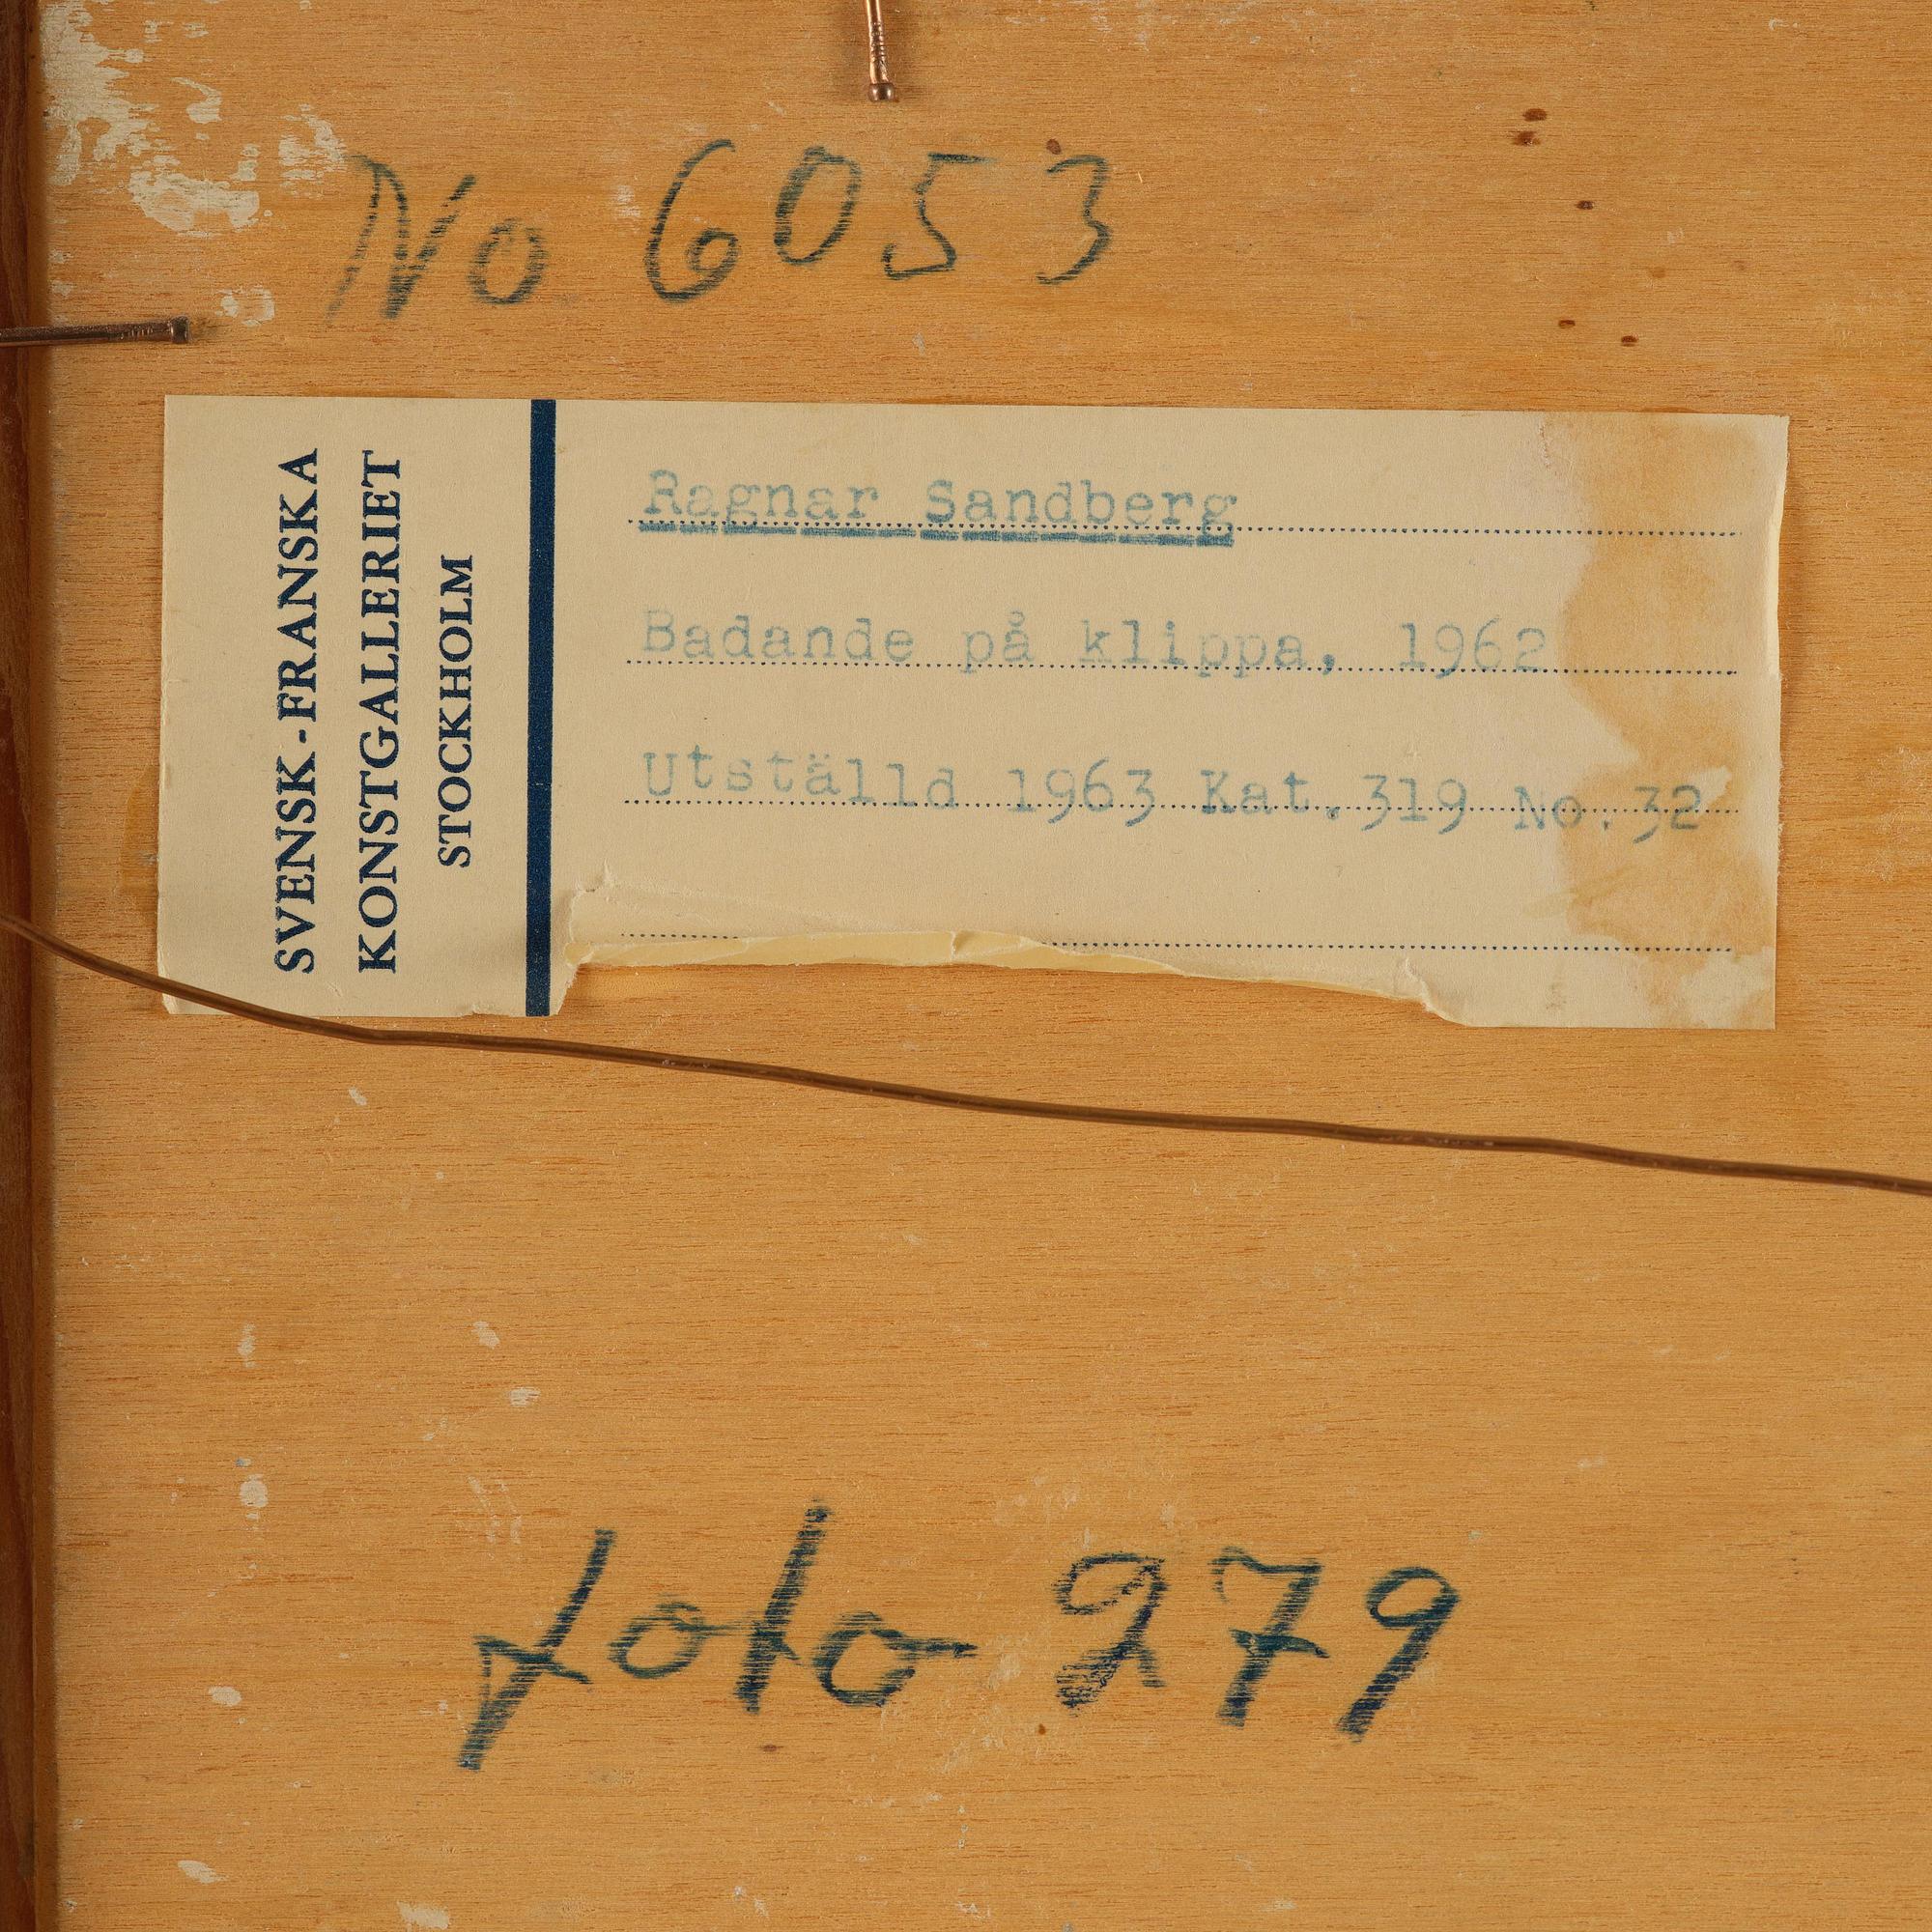 No 6053
SVENSK-FRANSKA
KONSTGALLERIET
STOCKHOLM
Ragnar Sandberg
Badande på klippa, 1962
Utställd 1963 Kat.319 No.32
foto 279